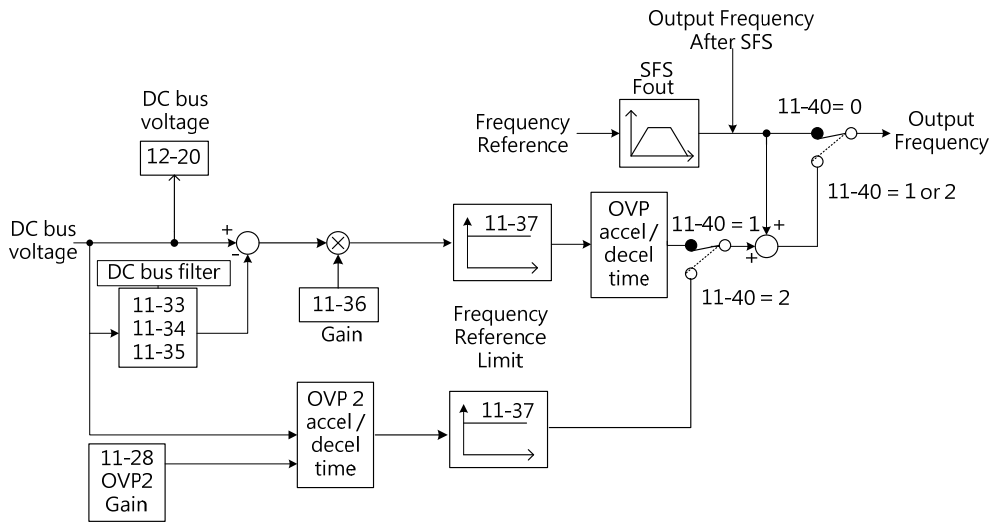 Output Frequency
After SFS
SFS
Fout
11-40= 0
Output
Frequency
Frequency
Reference
DC bus
voltage
12-20
11-40 = 1 or 2
DC bus
voltage
+
-
11-37
OVP
accel /
decel
time
11-40 = 1
+
+
DC bus filter
11-33
11-34
11-35
11-36
Gain
11-40 = 2
Frequency
Reference
Limit
OVP 2
accel /
decel
time
11-37
11-28
OVP2
Gain